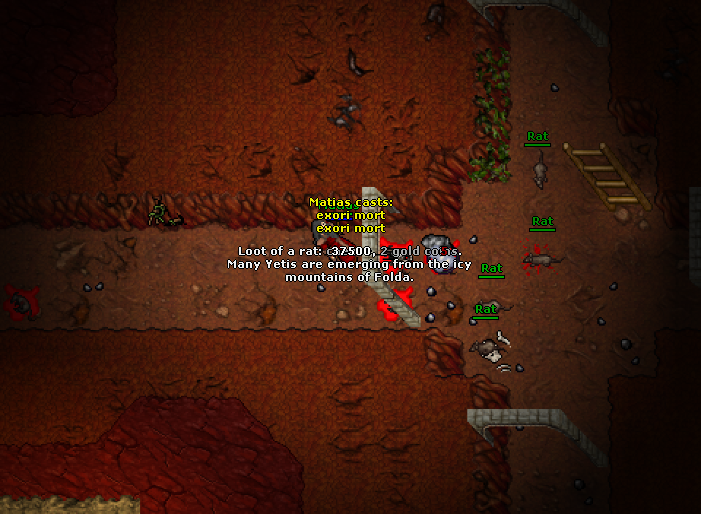 Rat
Matias casts:
exori mort
exori mort
Rat
Loot of a rat: 2 gold coins.
Many Yetis are emerging from the icy
mountains of Folda.
Rat
Rat